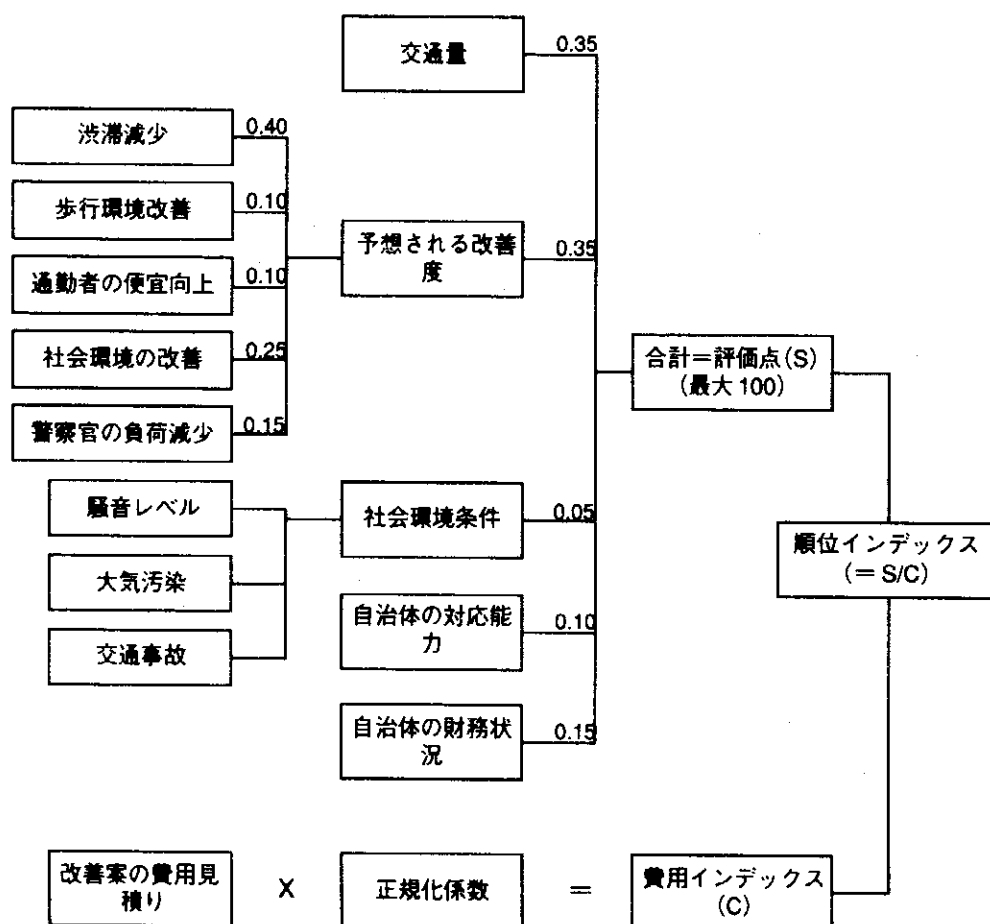 交通量
0.35
渋滞減少
0.40
歩行環境改善
0.10
通勤者の便宜向上
0.10
社会環境の改善
0.25
警察官の負荷減少
0.15
予想される改善
度
0.35
合計＝評価点(S)
(最大100)
騒音レベル
大気汚染
交通事故
社会環境条件
0.05
自治体の対応能
力
0.10
自治体の財務状
況
0.15
順位インデックス
(= S/C)
改善案の費用見
積り
X
正規化係数
=
費用インデックス
(C)